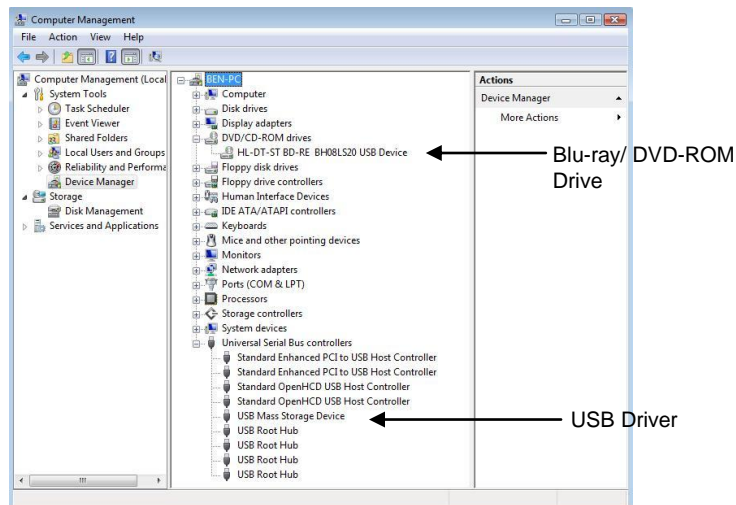 Computer Management
File Action View Help
Computer Management (Local
System Tools
Task Scheduler
Event Viewer
Shared Folders
Local Users and Groups
Reliability and Performa
Device Manager
Storage
Disk Management
Services and Applications
BEN-PC
Computer
Disk drives
Display adapters
DVD/CD-ROM drives
HL-DT-ST BD-RE BH08LS20 USB Device
Floppy disk drives
Floppy drive controllers
Human Interface Devices
IDE ATA/ATAPI controllers
Keyboards
Mice and other pointing devices
Monitors
Network adapters
Ports (COM & LPT)
Processors
Storage controllers
System devices
Universal Serial Bus controllers
Standard Enhanced PCI to USB Host Controller
Standard Enhanced PCI to USB Host Controller
Standard OpenHCD USB Host Controller
Standard OpenHCD USB Host Controller
USB Mass Storage Device
USB Root Hub
USB Root Hub
USB Root Hub
USB Root Hub
Actions
Device Manager
More Actions
Blu-ray/ DVD-ROM
Drive
USB Driver